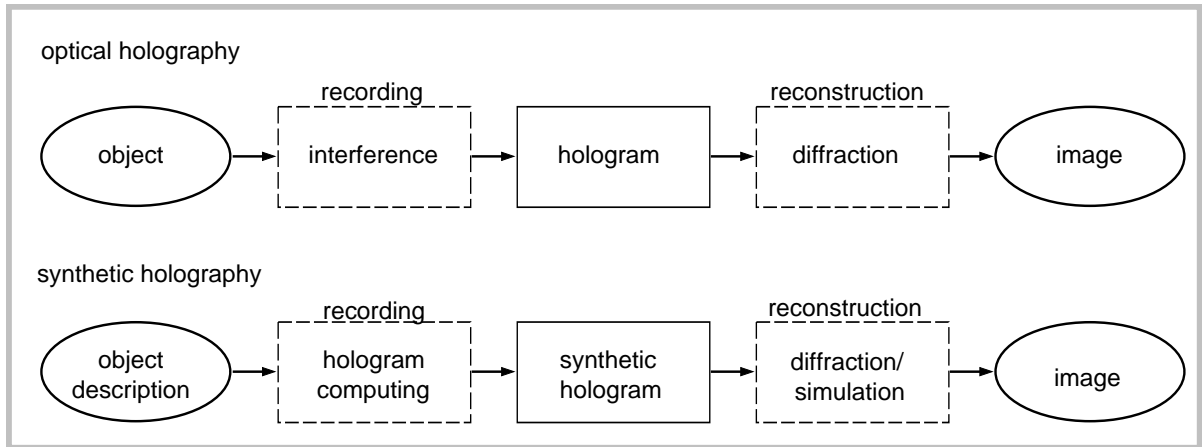 optical holography
recording
reconstruction
object
interference
hologram
diffraction
image
synthetic holography
recording
reconstruction
object
description
hologram
computing
synthetic
hologram
diffraction/
simulation
image